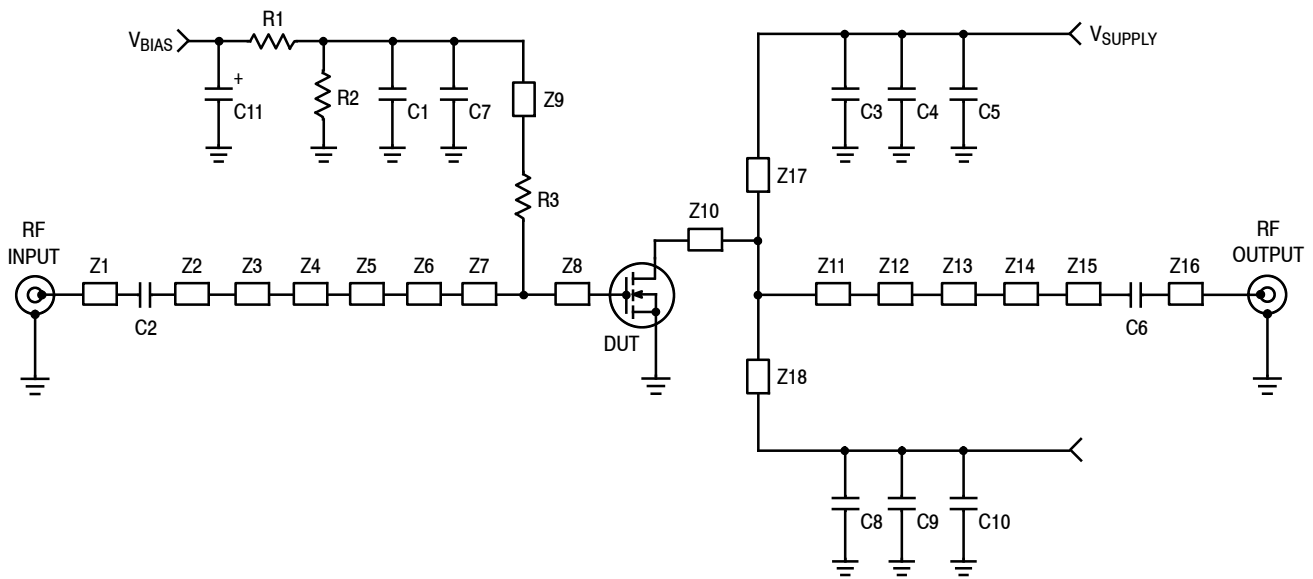 R1
VBIAS
VSUPPLY
+
C11
R2
C1
C7
Z9
C3
C4
C5
R3
Z17
Z10
RF
INPUT
Z1
C2
Z2
Z3
Z4
Z5
Z6
Z7
Z8
DUT
Z11
Z12
Z13
Z14
Z15
C6
Z16
RF
OUTPUT
Z18
C8
C9
C10